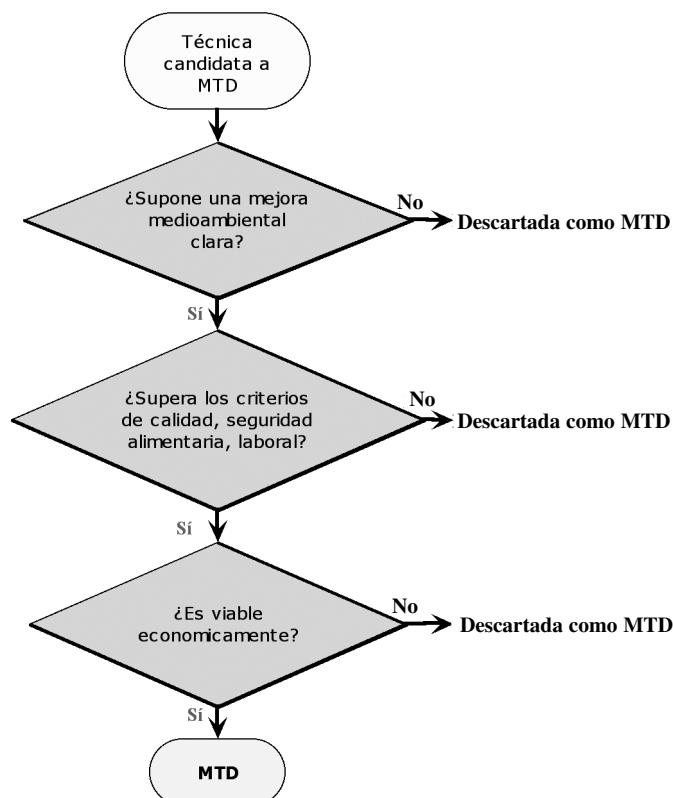 Técnica
candidata a
MTD
¿Supone una mejora
medioambiental
clara?
No
Descartada como MTD
Sí
¿Supera los criterios
de calidad, seguridad
alimentaria, laboral?
No
Descartada como MTD
Sí
¿Es viable
economicamente?
No
Descartada como MTD
Sí
MTD